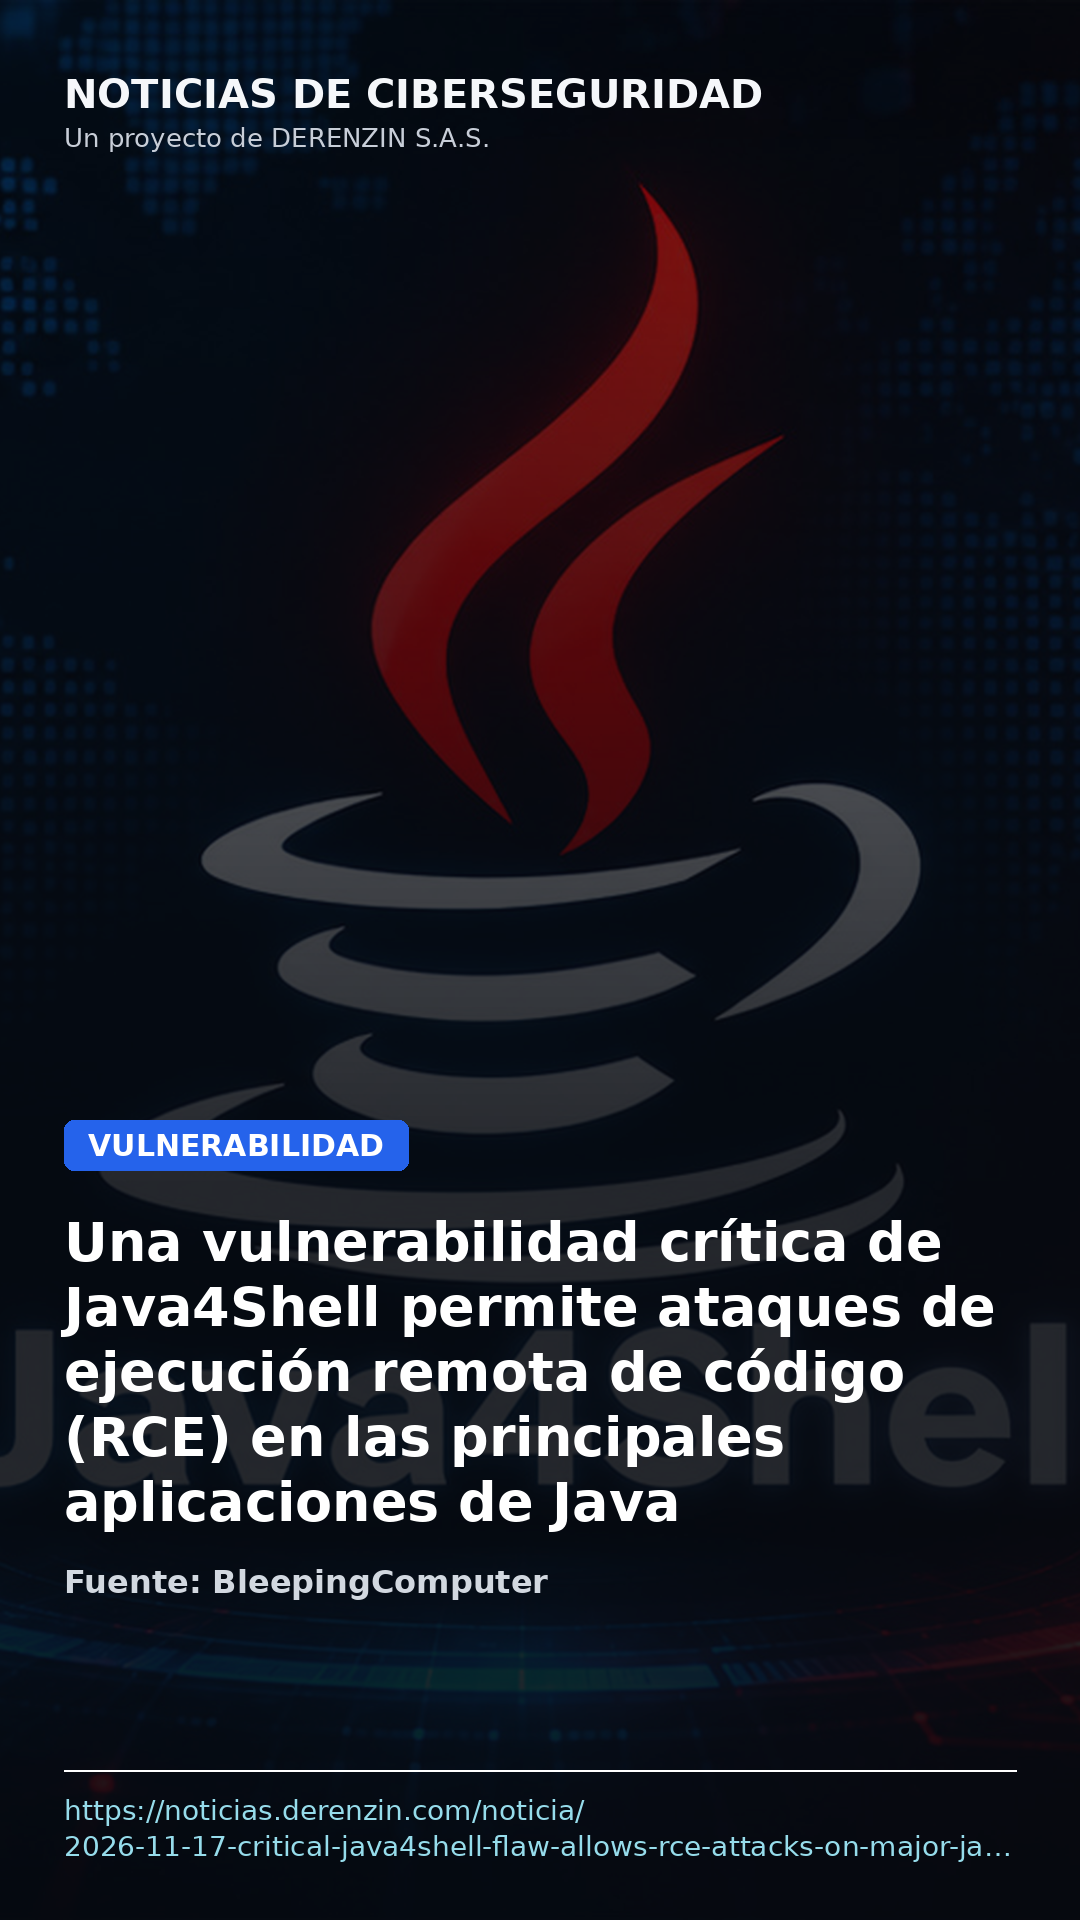 NOTICIAS DE CIBERSEGURIDAD
Un proyecto de DERENZIN S.A.S.
VULNERABILIDAD
Una vulnerabilidad crítica de
Java4Shell permite ataques de
ejecución remota de código
(RCE) en las principales
aplicaciones de Java
Java4Shell
Fuente: BleepingComputer
https://noticias.derenzin.com/noticia/
2026-11-17-critical-java4shell-flaw-allows-rce-attacks-on-major-ja…